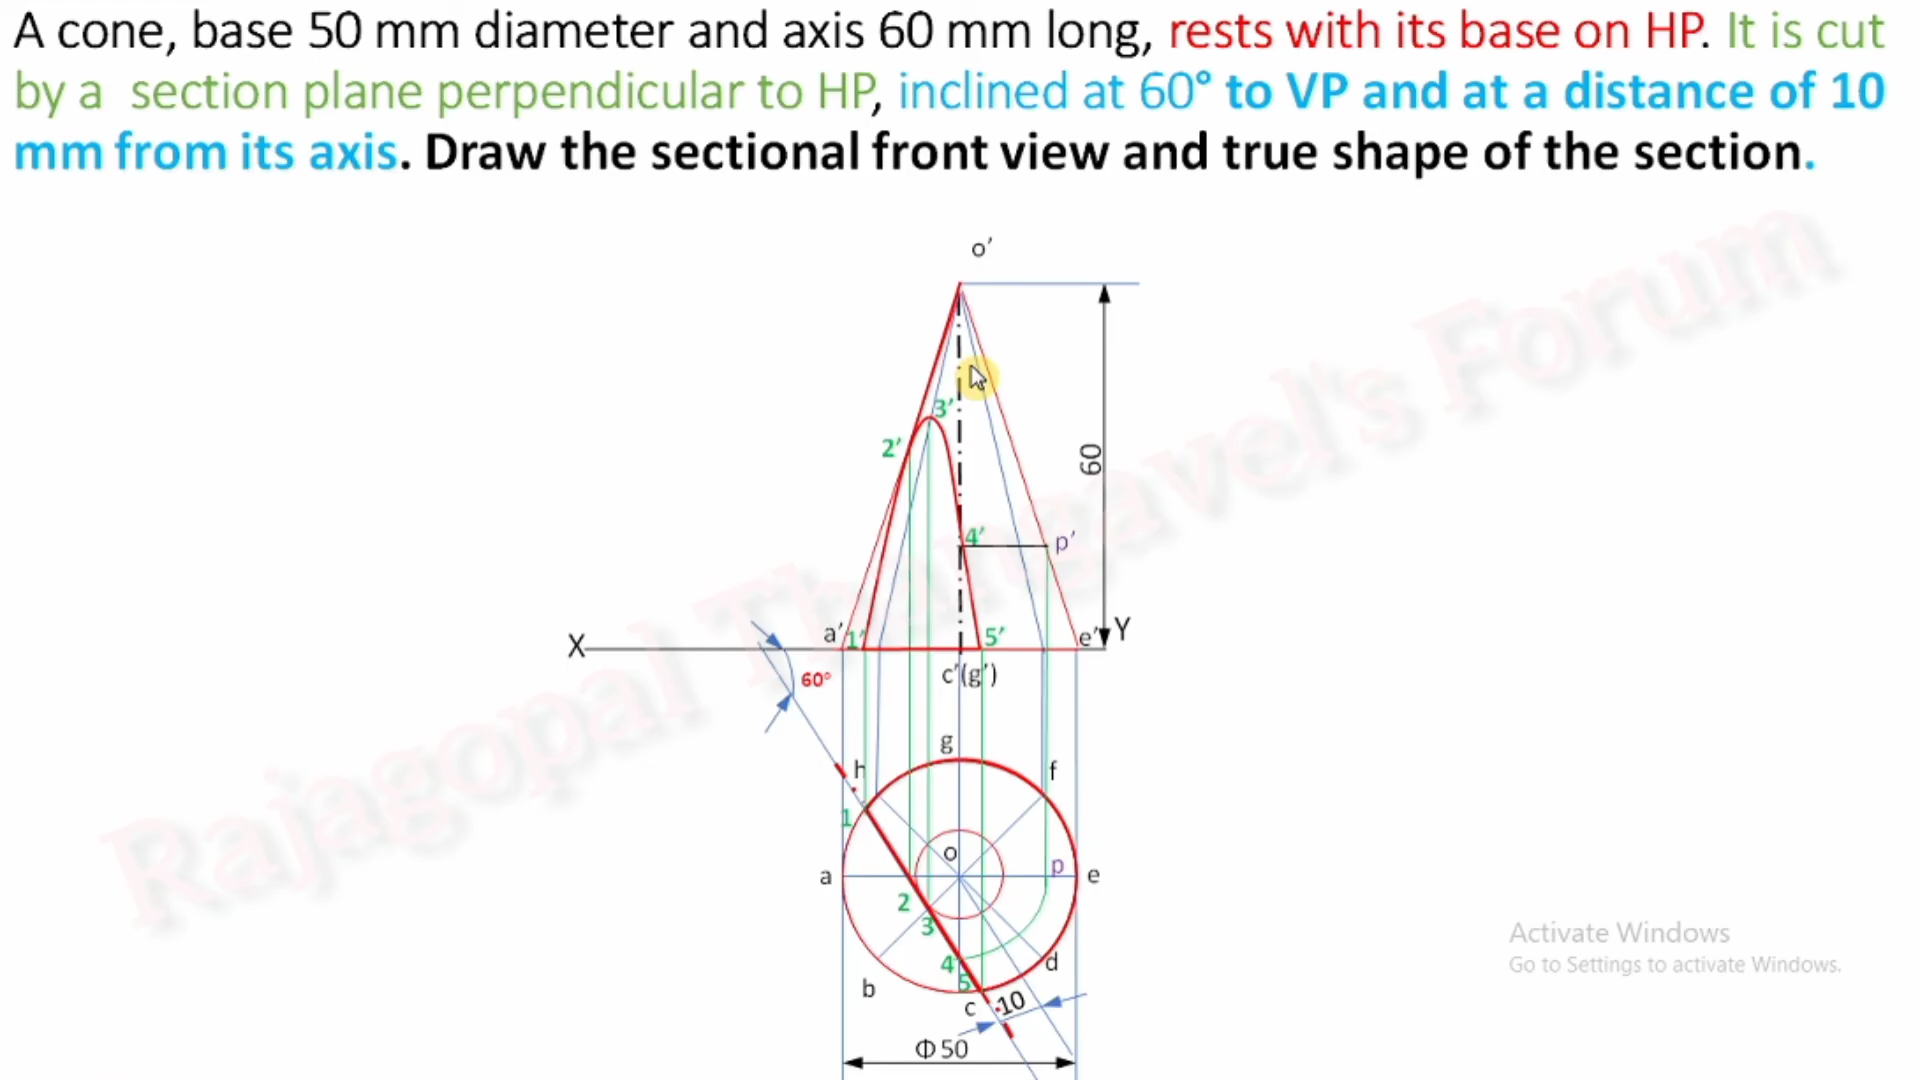 A cone, base 50 mm diameter and axis 60 mm long, rests with its base on HP. It is cut
by a section plane perpendicular to HP, inclined at 60° to VP and at a distance of 10
mm from its axis. Draw the sectional front view and true shape of the section.
o'
3'
2'
60
4'
p'
X
a'
1'
5'
e'
Y
60°
c'(g')
g
h
f
1
o
a
p
e
2
3
4
d
5
b
c
10
Φ50
Rajagopal Thangavel's Forum
Activate Windows
Go to Settings to activate Windows.